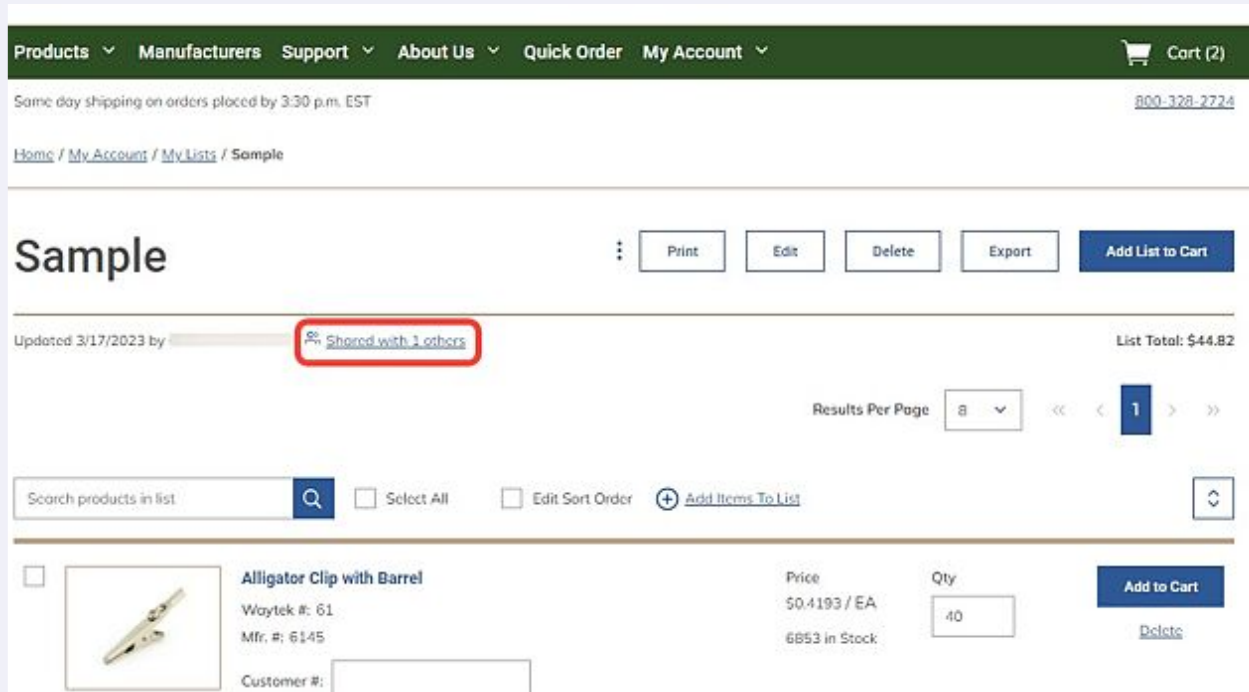 Products Manufacturers Support About Us Quick Order My Account Cart (2)
Same day shipping on orders placed by 3:30 p.m. EST 800-328-2724
Home / My Account / My Lists / Sample
Sample Print Edit Delete Export Add List to Cart
Updated 3/17/2023 by Shared with 1 others List Total: $44.82
Results Per Page 8 « < 1 > »
Search products in list Select All Edit Sort Order Add Items To List
Alligator Clip with Barrel Price Qty Add to Cart
Waytek #: 61 $0.4193 / EA 40
Mfr. #: 6145 6853 in Stock Delete
Customer #: